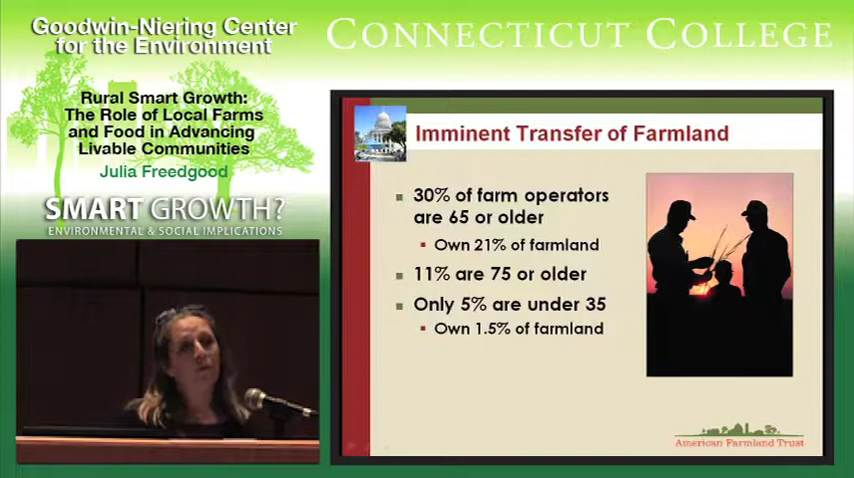 Goodwin-Niering Center
for the Environment
CONNECTICUT COLLEGE
Rural Smart Growth:
The Role of Local Farms
and Food in Advancing
Livable Communities
Julia Freedgood
SMART GROWTH?
ENVIRONMENTAL & SOCIAL IMPLICATIONS
Imminent Transfer of Farmland
30% of farm operators
are 65 or older
Own 21% of farmland
11% are 75 or older
Only 5% are under 35
Own 1.5% of farmland
American Farmland Trust